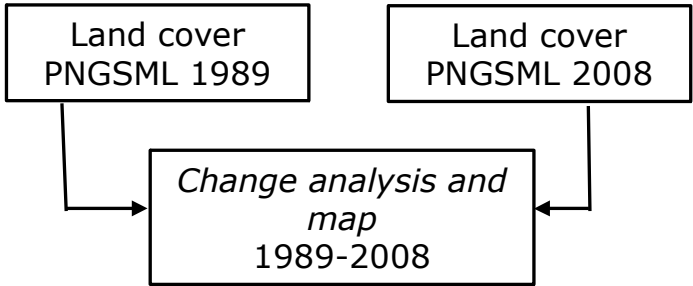 Land cover
PNGSML 1989
Land cover
PNGSML 2008
Change analysis and
map
1989-2008